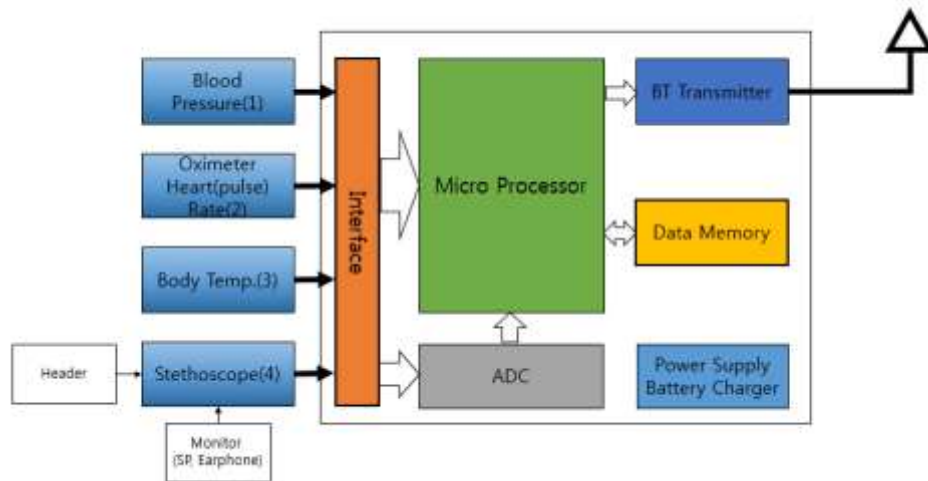 Blood
Pressure(1)
Oximeter
Heart(pulse)
Rate(2)
Body Temp.(3)
Header
Stethoscope(4)
Monitor
(SP, Earphone)
Interface
Micro Processor
ADC
BT Transmitter
Data Memory
Power Supply
Battery Charger